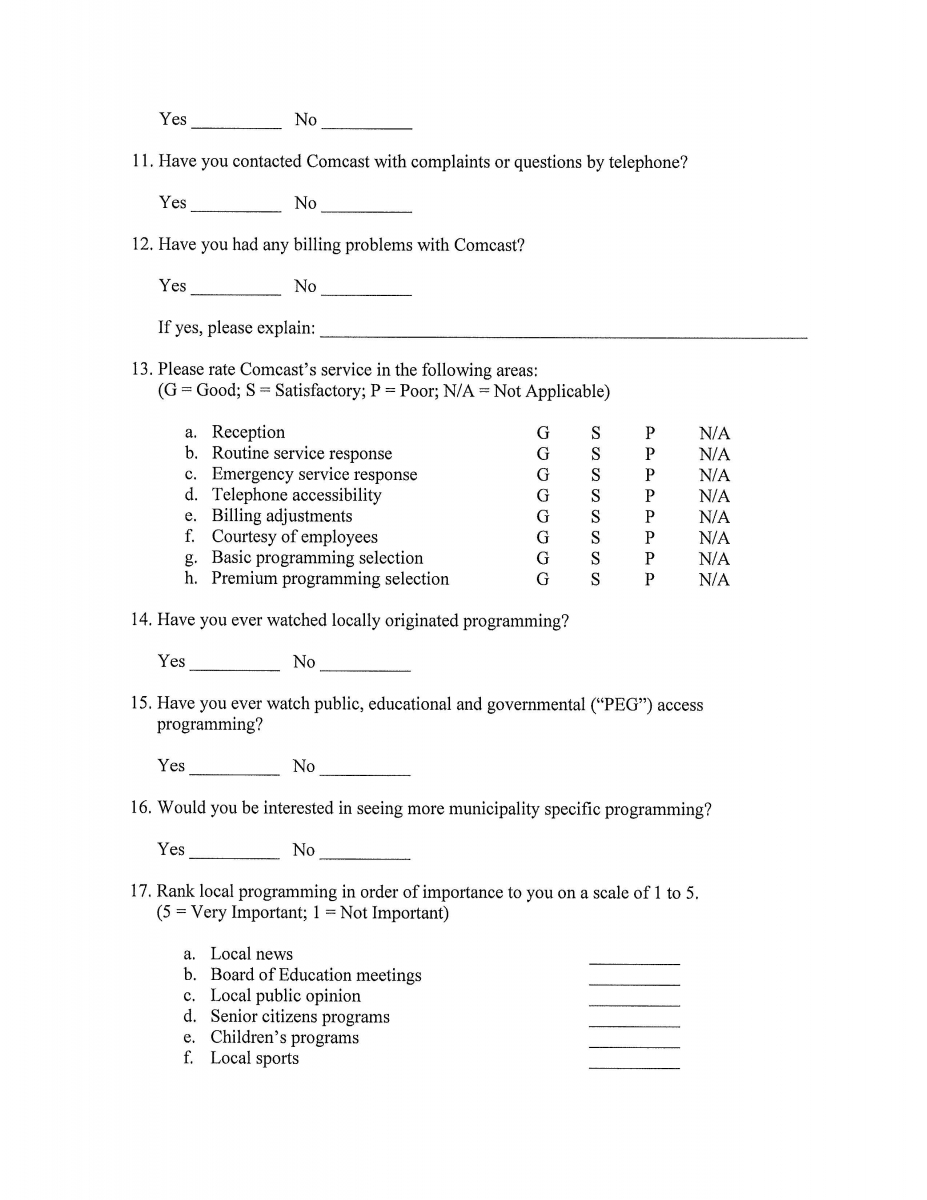 Yes __________ No __________
11. Have you contacted Comcast with complaints or questions by telephone?
Yes __________ No __________
12. Have you had any billing problems with Comcast?
Yes __________ No __________
If yes, please explain: ______________________________________________________
13. Please rate Comcast's service in the following areas:
(G = Good; S = Satisfactory; P = Poor; N/A = Not Applicable)
a. Reception G S P N/A
b. Routine service response G S P N/A
c. Emergency service response G S P N/A
d. Telephone accessibility G S P N/A
e. Billing adjustments G S P N/A
f. Courtesy of employees G S P N/A
g. Basic programming selection G S P N/A
h. Premium programming selection G S P N/A
14. Have you ever watched locally originated programming?
Yes __________ No __________
15. Have you ever watch public, educational and governmental (“PEG”) access
programming?
Yes __________ No __________
16. Would you be interested in seeing more municipality specific programming?
Yes __________ No __________
17. Rank local programming in order of importance to you on a scale of 1 to 5.
(5 = Very Important; 1 = Not Important)
a. Local news __________
b. Board of Education meetings __________
c. Local public opinion __________
d. Senior citizens programs __________
e. Children's programs __________
f. Local sports __________